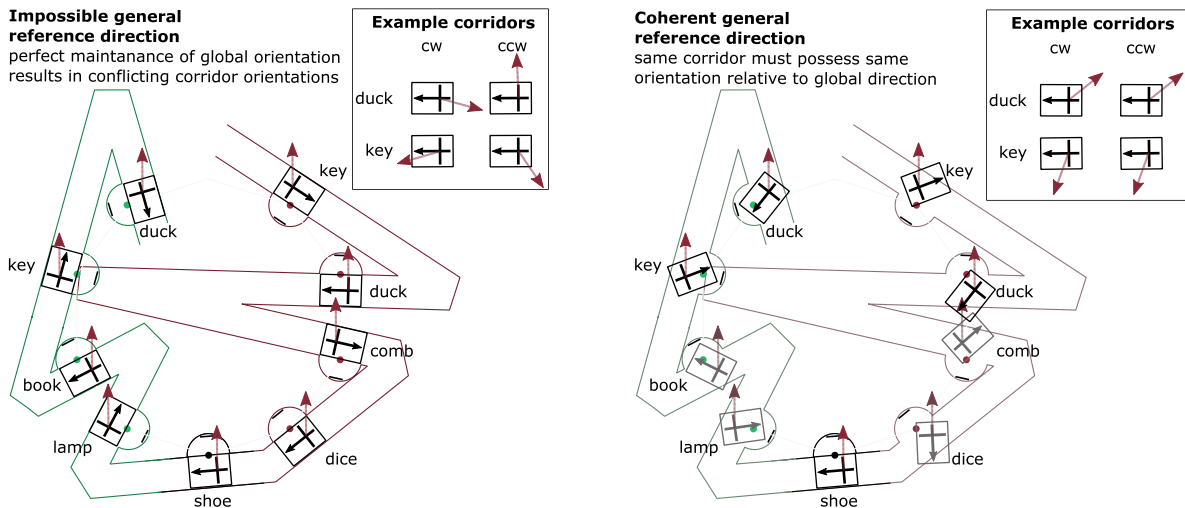 Impossible general
reference direction
perfect maintanance of global orientation
results in conflicting corridor orientations
Example corridors
cw
ccw
duck
key
key
duck
key
duck
comb
book
lamp
dice
shoe
Coherent general
reference direction
same corridor must possess same
orientation relative to global direction
Example corridors
cw
ccw
duck
key
key
duck
key
duck
comb
book
lamp
dice
shoe